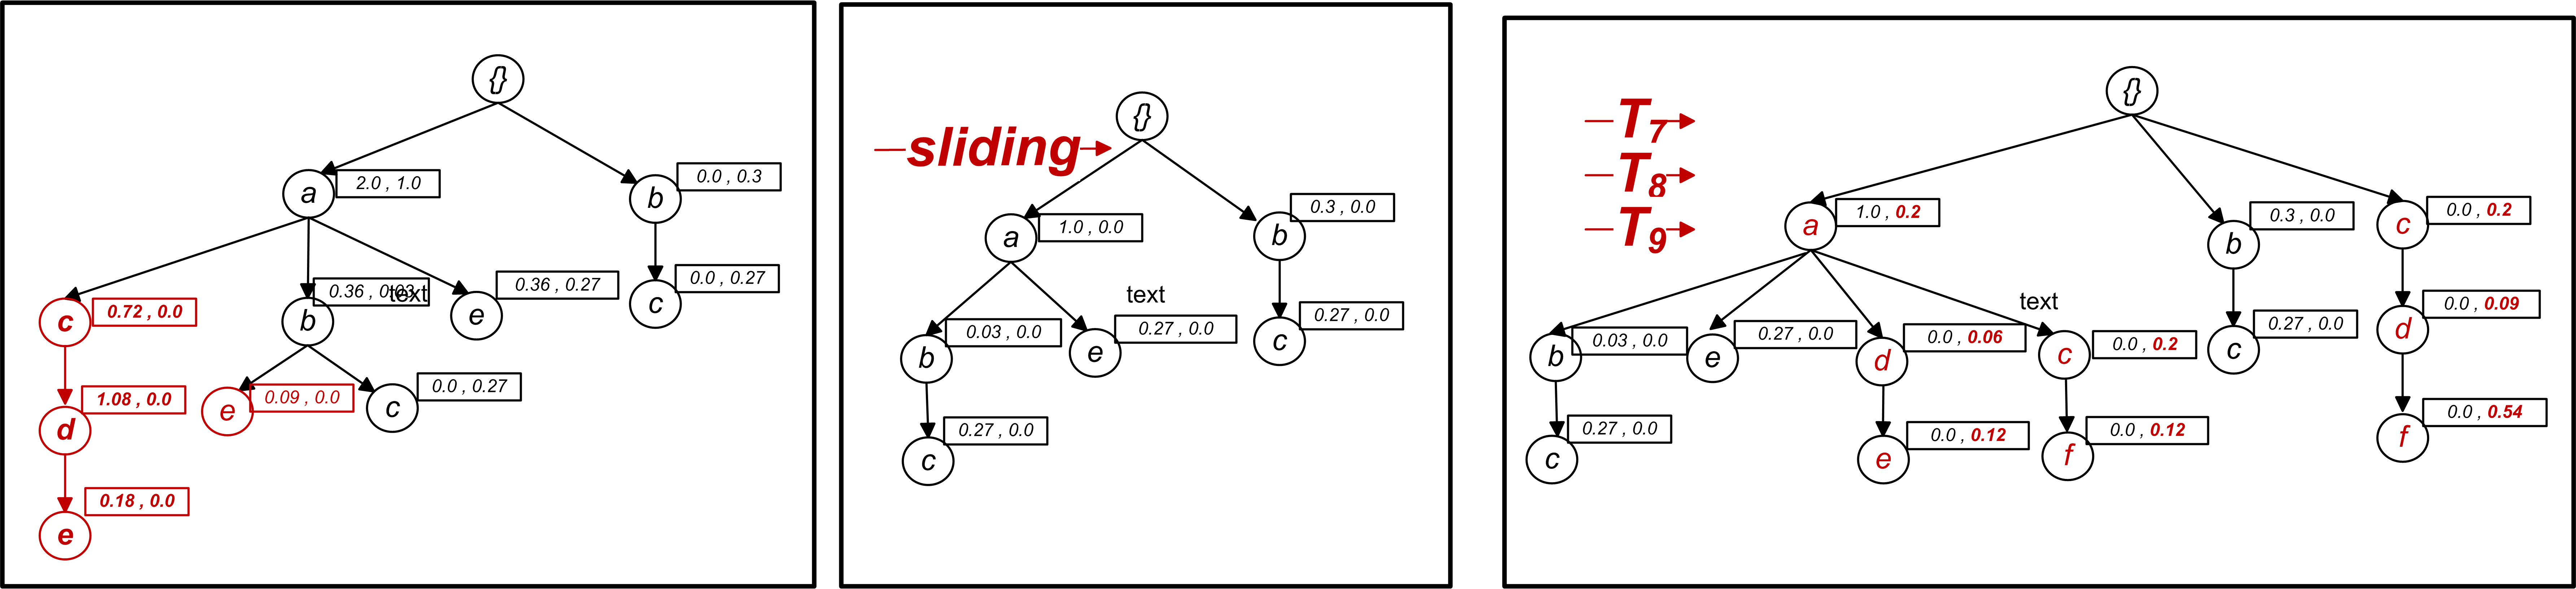 {}
a
2.0 , 1.0
b
0.0 , 0.3
c
0.72 , 0.0
b
0.36 , 0.03
text
e
0.36 , 0.27
c
0.0 , 0.27
d
1.08 , 0.0
e
0.09 , 0.0
c
0.0 , 0.27
e
0.18 , 0.0
sliding
{}
a
1.0 , 0.0
b
0.3 , 0.0
text
b
0.03 , 0.0
e
0.27 , 0.0
c
0.27 , 0.0
c
0.27 , 0.0
T7
T8
T9
{}
a
1.0 , 0.2
b
0.3 , 0.0
c
0.0 , 0.2
text
b
0.03 , 0.0
e
0.27 , 0.0
d
0.0 , 0.06
c
0.0 , 0.2
c
0.27 , 0.0
d
0.0 , 0.09
c
0.27 , 0.0
e
0.0 , 0.12
f
0.0 , 0.12
f
0.0 , 0.54